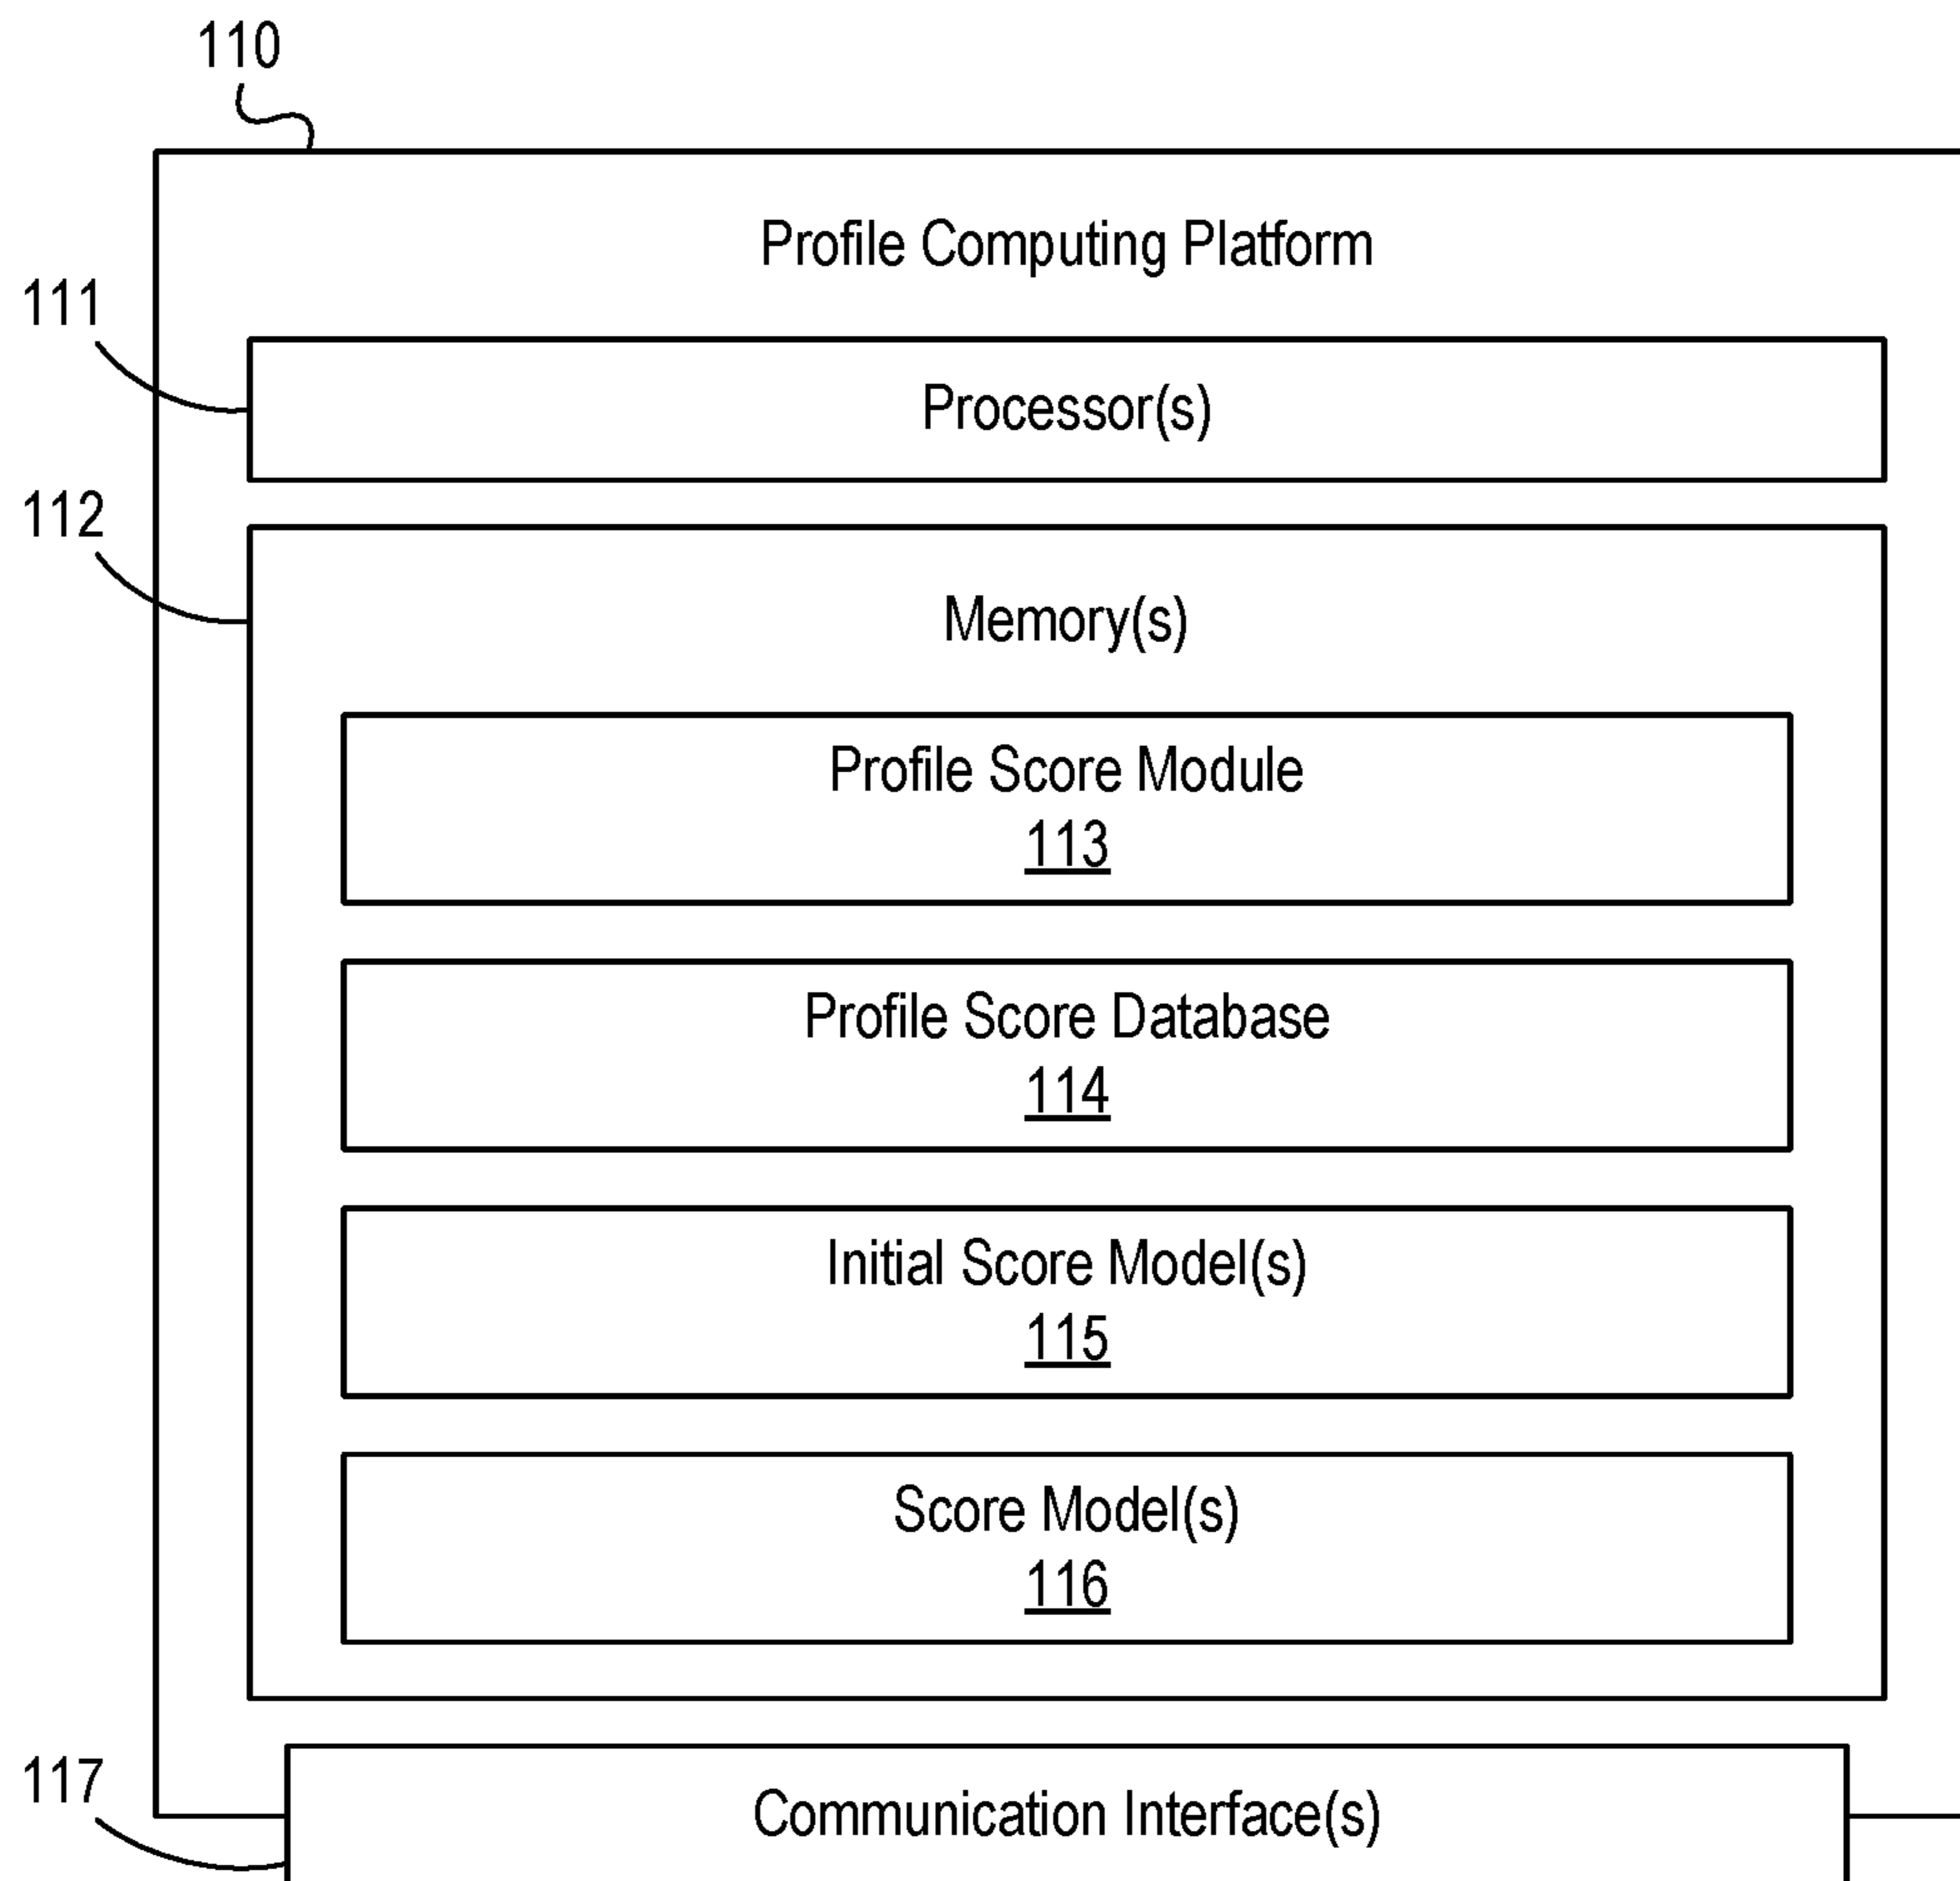 110
Profile Computing Platform
111
Processor(s)
112
Memory(s)
Profile Score Module
113
Profile Score Database
114
Initial Score Model(s)
115
Score Model(s)
116
117
Communication Interface(s)